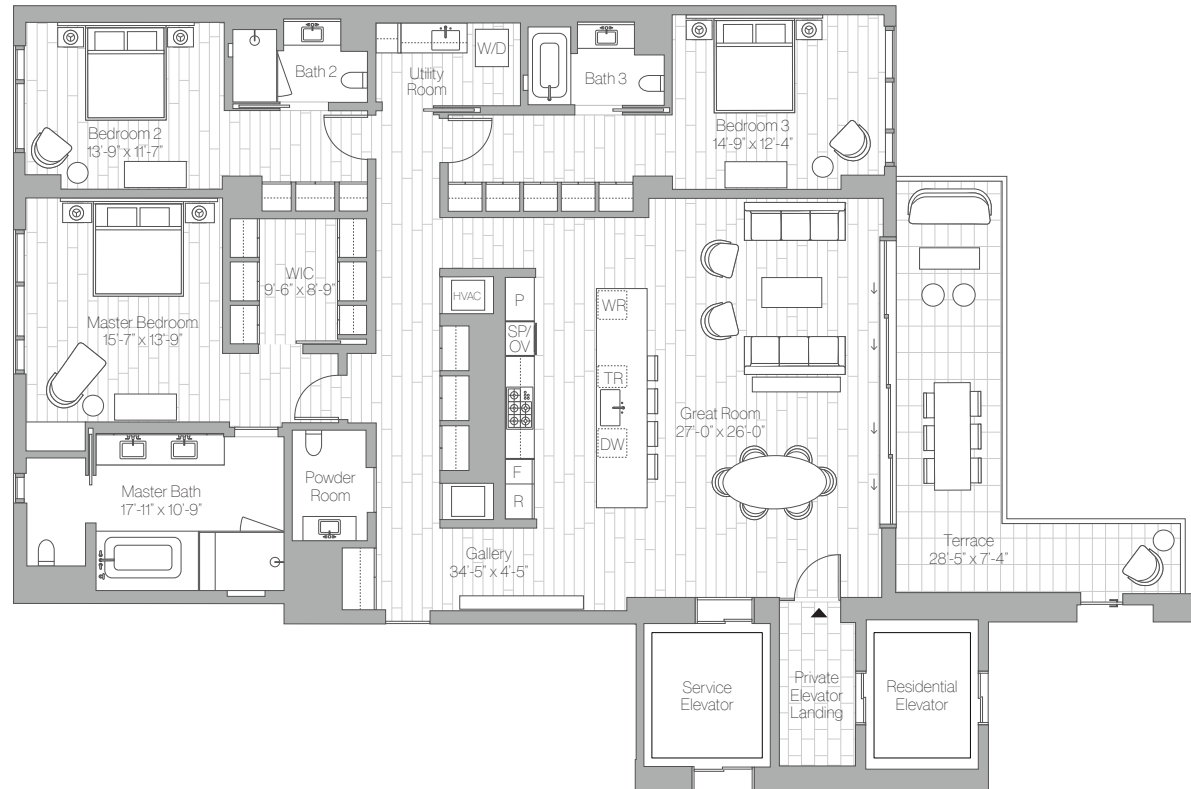 Bath 2
W/D
Utility
Room
Bath 3
Bedroom 2
13'-9" x 11'-7"
Bedroom 3
14'-9" x 12'-4"
WIC
9'-6" x 8'-9"
HVAC
P
SP/
OV
WR
Master Bedroom
15'-7" x 13'-9"
TR
DW
Great Room
27'-0" x 26'-0"
F
R
Powder
Room
Master Bath
17'-11" x 10'-9"
Gallery
34'-5" x 4'-5"
Terrace
28'-5" x 7'-4"
Service
Elevator
Private
Elevator
Landing
Residential
Elevator